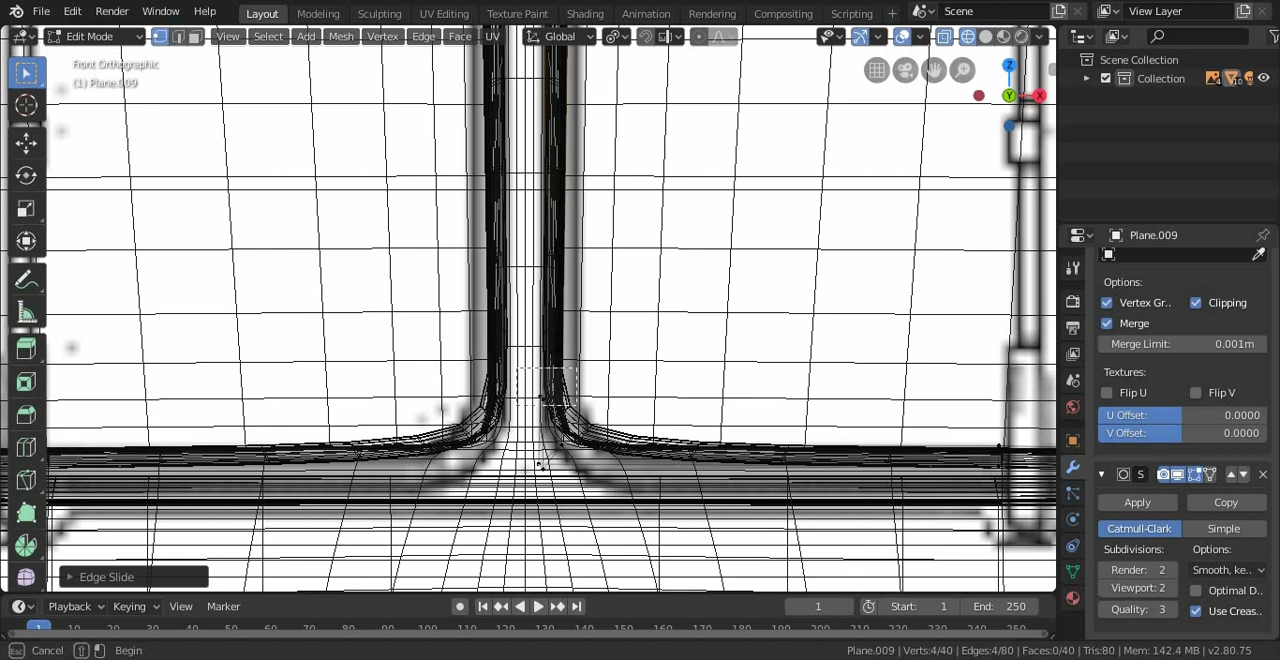 File Edit Render Window Help Layout Modeling Sculpting UV Editing Texture Paint Shading Animation Rendering Compositing Scripting + Scene View Layer
Edit Mode View Select Add Mesh Vertex Edge Face UV Global
Front Orthographic
(1) Plane.009
Z
Y
X
Scene Collection
Collection
Plane.009
Options:
Vertex Gr.. Clipping
Merge
Merge Limit: 0.001m
Textures:
Flip U Flip V
U Offset: 0.0000
V Offset: 0.0000
S
Apply Copy
Catmull-Clark Simple
Subdivisions: Options:
Render: 2 Smooth, ke..
Viewport: 2 Optimal D..
Quality: 3 Use Creas..
Edge Slide
Playback Keying View Marker 1 Start: 1 End: 250
1 10 20 30 40 50 60 70 80 90 100 110 120 130 140 150 160 170 180 190 200 210 220 230 240 250
Esc Cancel Begin Plane.009 | Verts:4/40 | Edges:4/80 | Faces:0/40 | Tris:80 | Mem: 142.4 MB | v2.80.75